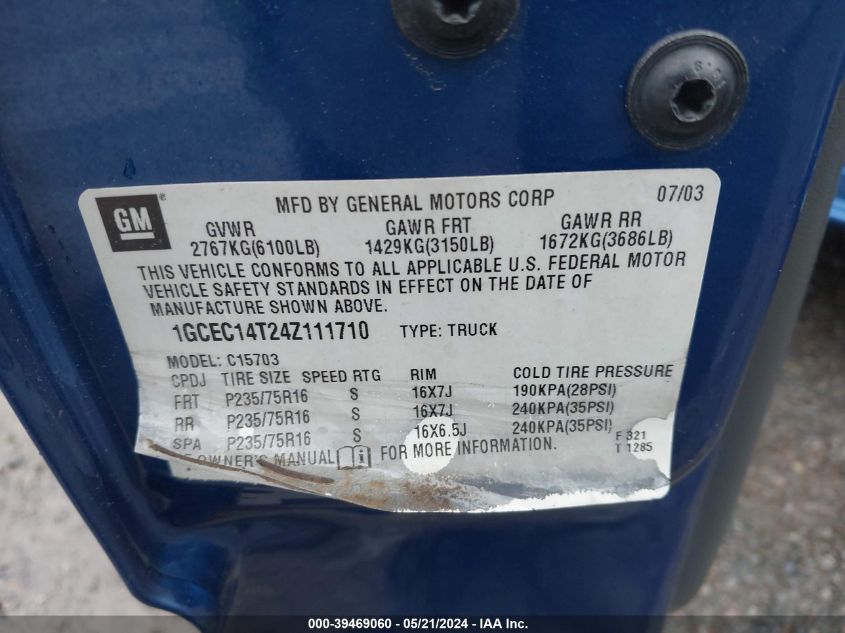 MFD BY GENERAL MOTORS CORP 07/03
GM®
GVWR GAWR FRT GAWR RR
2767KG(6100LB) 1429KG(3150LB) 1672KG(3686LB)
THIS VEHICLE CONFORMS TO ALL APPLICABLE U.S. FEDERAL MOTOR
VEHICLE SAFETY STANDARDS IN EFFECT ON THE DATE OF
MANUFACTURE SHOWN ABOVE.
1GCEC14T24Z111710 TYPE: TRUCK
MODEL: C15703
CPDJ TIRE SIZE SPEED RTG RIM COLD TIRE PRESSURE
FRT P235/75R16 S 16X7J 190KPA(28PSI)
RR P235/75R16 S 16X7J 240KPA(35PSI)
SPA P235/75R16 S 16X6.5J 240KPA(35PSI)
OWNER'S MANUAL FOR MORE INFORMATION.
F 321
T 1285
000-39469060 / 05/21/2024 / IAA Inc.